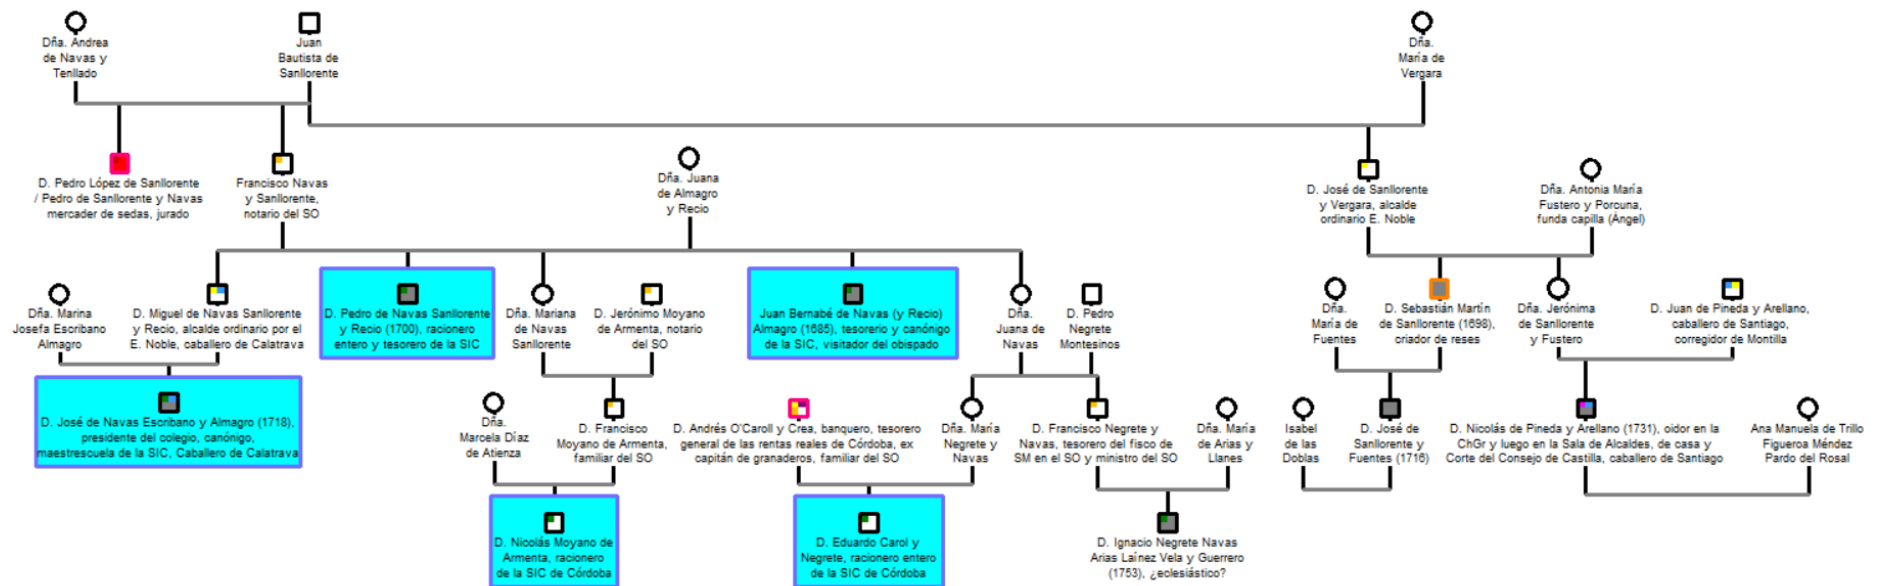 Dña. Andrea
de Navas y
Tenllado
Juan
Bautista de
Sanllorente
Dña.
María de
Vergara
D. Pedro López de Sanllorente
/ Pedro de Sanllorente y Navas
mercader de sedas, jurado
Francisco Navas
y Sanllorente,
notario del SO
Dña. Juana
de Almagro
y Recio
D. José de Sanllorente
y Vergara, alcalde
ordinario E. Noble
Dña. Antonia María
Fustero y Porcuna,
funda capilla (Ángel)
Dña. Marina
Josefa Escribano
Almagro
D. Miguel de Navas Sanllorente
y Recio, alcalde ordinario por el
E. Noble, caballero de Calatrava
D. Pedro de Navas Sanllorente
y Recio (1700), racionero
entero y tesorero de la SIC
Dña. Mariana
de Navas
Sanllorente
D. Jerónimo Moyano
de Armenta, notario
del SO
Juan Bernabé de Navas (y Recio)
Almagro (1685), tesorerio y canónigo
de la SIC, visitador del obispado
Dña.
Juana de
Navas
D. Pedro
Negrete
Montesinos
Dña.
María de
Fuentes
D. Sebastián Martín
de Sanllorente (1698),
criador de reses
Dña. Jerónima
de Sanllorente
y Fustero
D. Juan de Pineda y Arellano,
caballero de Santiago,
corregidor de Montilla
D. José de Navas Escribano y Almagro (1718),
presidente del colegio, canónigo,
maestrescuela de la SIC, Caballero de Calatrava
Dña.
Marcela Díaz
de Atienza
D. Francisco
Moyano de Armenta,
familiar del SO
D. Andrés O'Caroll y Crea, banquero, tesorero
general de las rentas reales de Córdoba, ex
capitán de granaderos, familiar del SO
Dña. María
Negrete y
Navas
D. Francisco Negrete y
Navas, tesorero del fisco de
SM en el SO y ministro del SO
Dña. María
de Arias y
Llanes
Isabel
de las
Doblas
D. José de
Sanllorente y
Fuentes (1716)
D. Nicolás de Pineda y Arellano (1731), oidor en la
ChGr y luego en la Sala de Alcaldes, de casa y
Corte del Consejo de Castilla, caballero de Santiago
Ana Manuela de Trillo
Figueroa Méndez
Pardo del Rosal
D. Nicolás Moyano de
Armenta, racionero
de la SIC de Córdoba
D. Eduardo Carol y
Negrete, racionero entero
de la SIC de Córdoba
D. Ignacio Negrete Navas
Arias Laínez Vela y Guerrero
(1753), ¿eclesiástico?